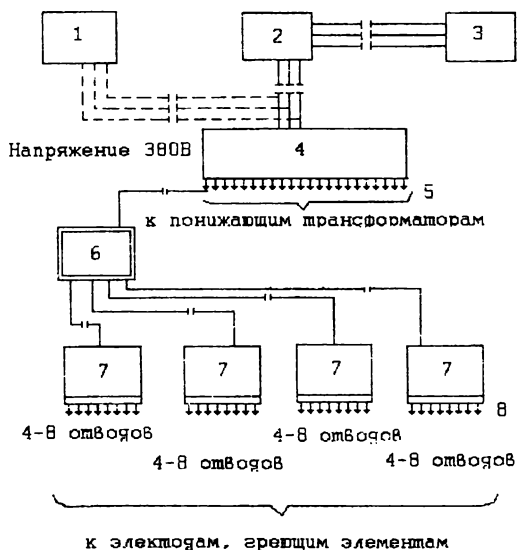 1
2
3
Напряжение 380В
4
5
к понижающим трансформаторам
6
7
7
7
7
8
4-8 отводов
4-8 отводов
4-8 отводов
4-8 отводов
к электодам, греющим элементам